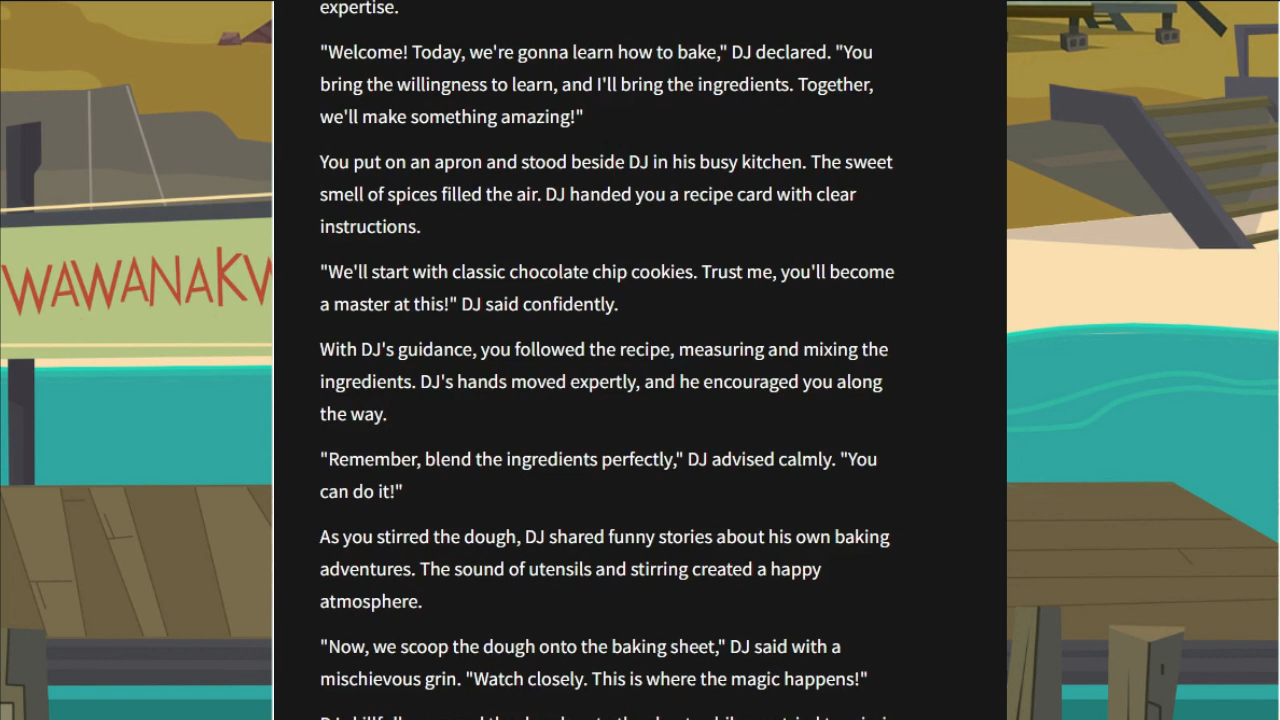 expertise.
"Welcome! Today, we're gonna learn how to bake," DJ declared. "You
bring the willingness to learn, and I'll bring the ingredients. Together,
we'll make something amazing!"
You put on an apron and stood beside DJ in his busy kitchen. The sweet
smell of spices filled the air. DJ handed you a recipe card with clear
instructions.
"We'll start with classic chocolate chip cookies. Trust me, you'll become
a master at this!" DJ said confidently.
With DJ's guidance, you followed the recipe, measuring and mixing the
ingredients. DJ's hands moved expertly, and he encouraged you along
the way.
"Remember, blend the ingredients perfectly," DJ advised calmly. "You
can do it!"
As you stirred the dough, DJ shared funny stories about his own baking
adventures. The sound of utensils and stirring created a happy
atmosphere.
"Now, we scoop the dough onto the baking sheet," DJ said with a
mischievous grin. "Watch closely. This is where the magic happens!"
WAWANAKW